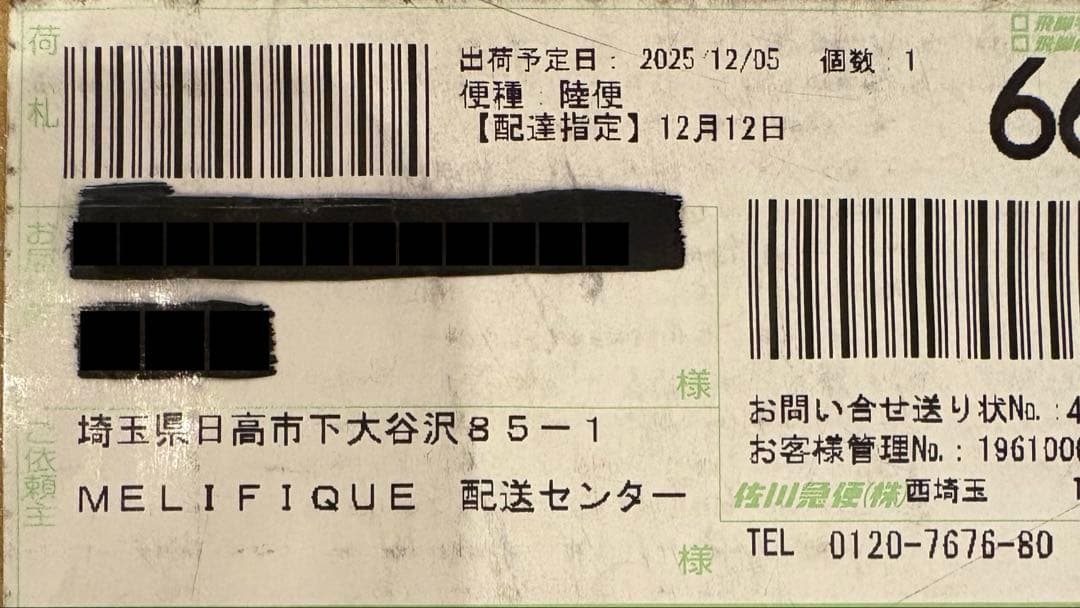 荷札
出荷予定日: 2025/12/05 個数:1
便種:陸便
【配達指定】12月12日
66
様
埼玉県日高市下大谷沢85-1
MELIFIQUE 配送センター
様
ご依頼主
お問い合せ送り状No.:4
お客様管理No.: 1961000
佐川急便(株)西埼玉
TEL 0120-7676-80